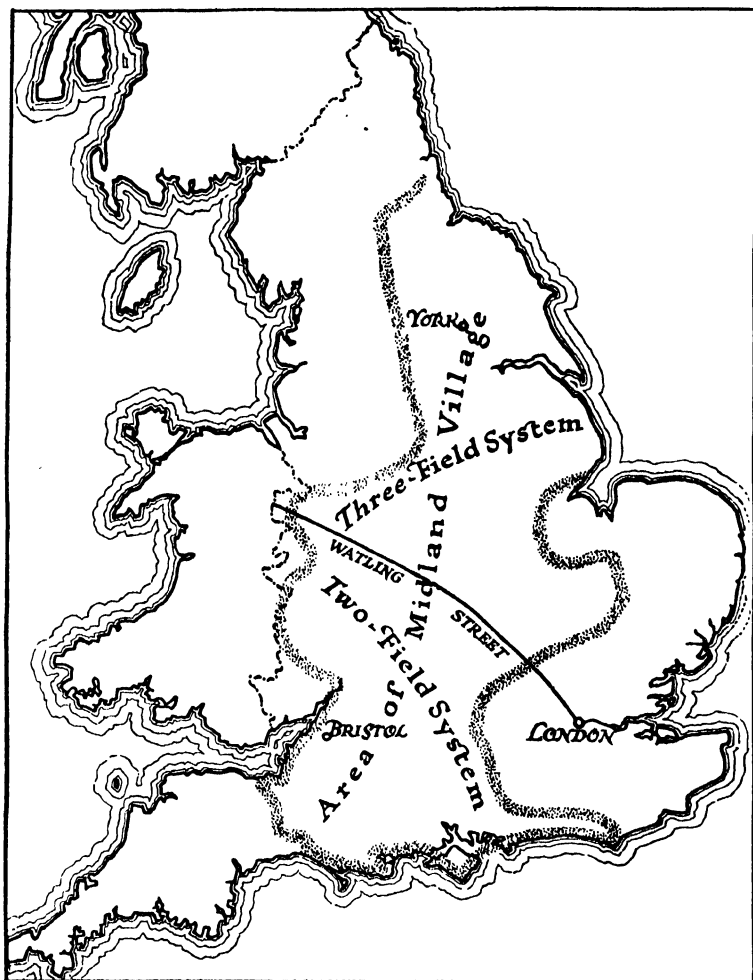 YORK
Three-Field System
WATLING STREET
Two-Field System
Area of Midland Village
BRISTOL
LONDON